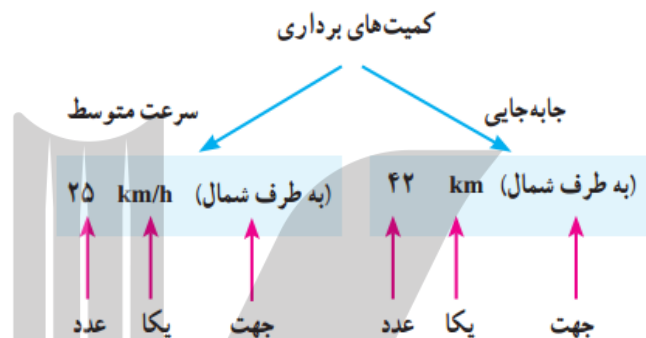 کمیت‌های برداری
جابه‌جایی
سرعت متوسط
۴۲ km (به طرف شمال)
۲۵ km/h (به طرف شمال)
جهت یکا عدد
جهت یکا عدد